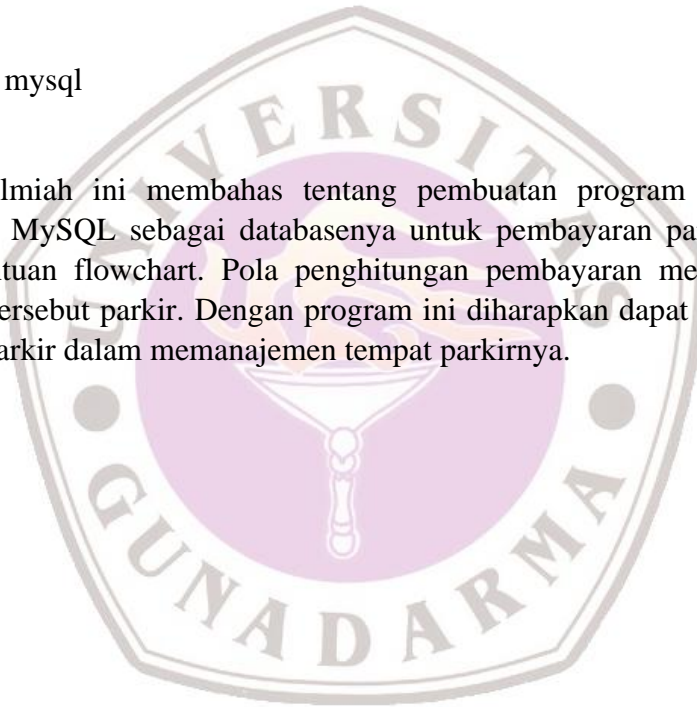 mysql
lmiah ini membahas tentang pembuatan program
MySQL sebagai databasenya untuk pembayaran pa
tuan flowchart. Pola penghitungan pembayaran me
ersebut parkir. Dengan program ini diharapkan dapat
arkir dalam memanajemen tempat parkirnya.
UNIVERSITAS
GUNADARMA